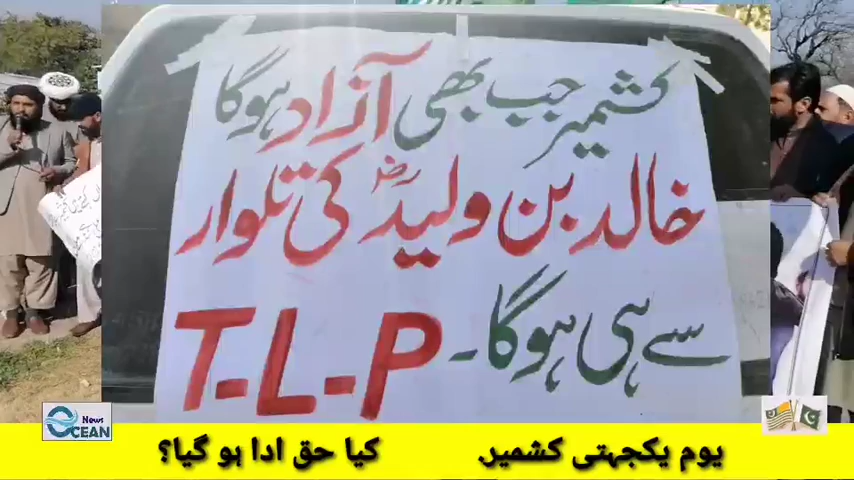 کشمیر جب بھی آزاد ہوگا
خالد بن ولیدؓ کی تلوار
سے ہی ہوگا۔
T-L-P
News
OCEAN
یوم یکجہتی کشمیر کیا حق ادا ہو گیا؟